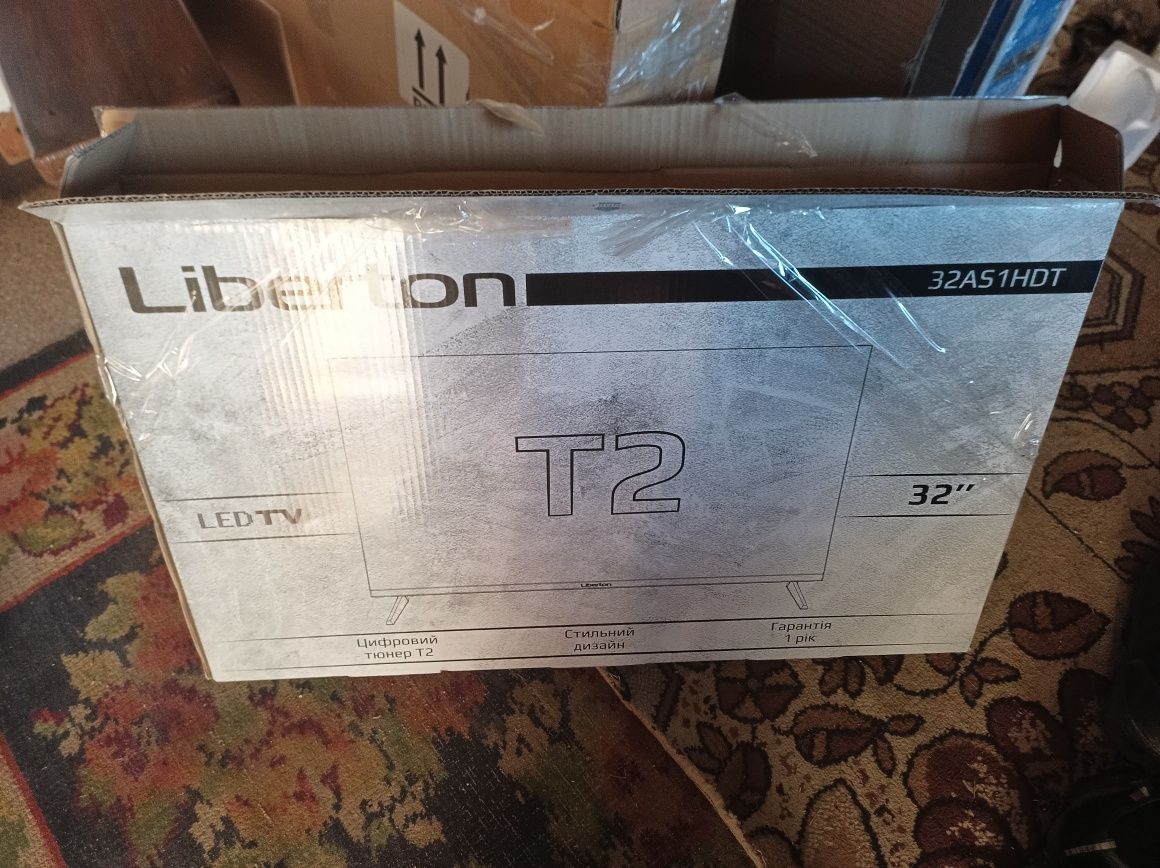 Liberton
32AS1HDT
T2
LED TV
32’’
Liberton
Цифровий
тюнер Т2
Стильний
дизайн
Гарантія
1 рік